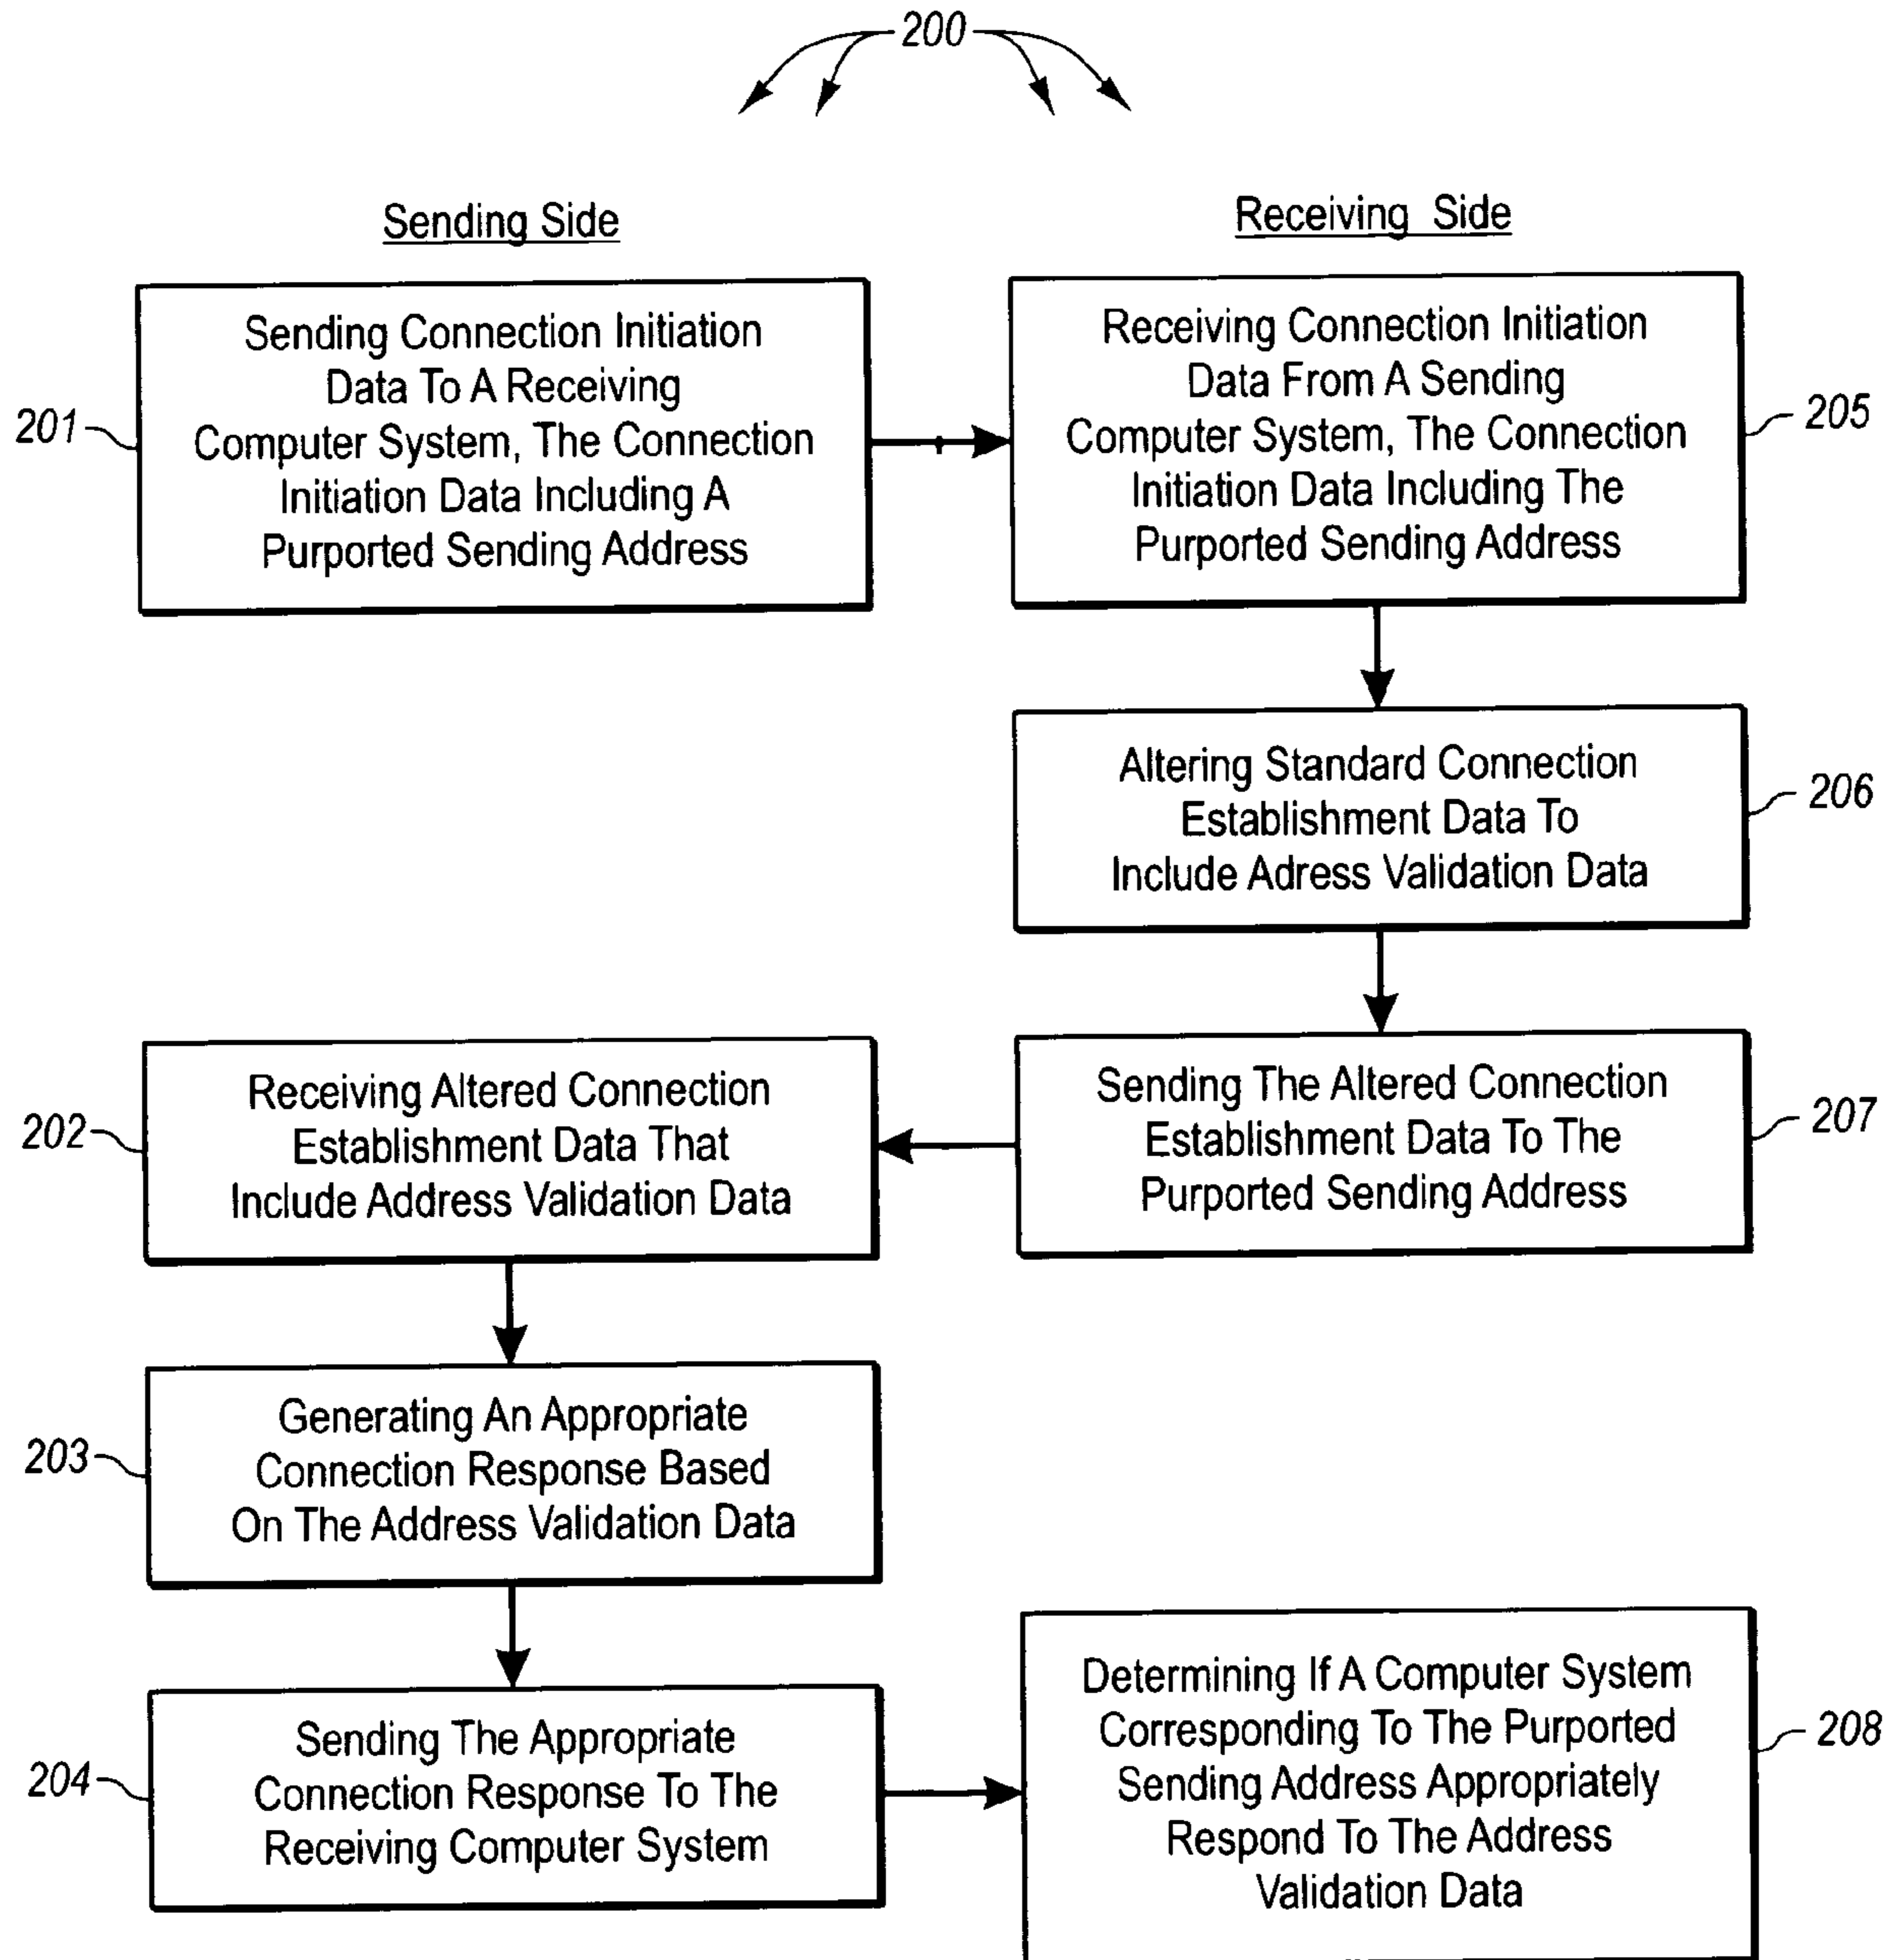 200
Sending Side
Receiving Side
Sending Connection Initiation
Data To A Receiving
Computer System, The Connection
Initiation Data Including A
Purported Sending Address
201
Receiving Connection Initiation
Data From A Sending
Computer System, The Connection
Initiation Data Including The
Purported Sending Address
205
Altering Standard Connection
Establishment Data To
Include Adress Validation Data
206
Receiving Altered Connection
Establishment Data That
Include Address Validation Data
202
Sending The Altered Connection
Establishment Data To The
Purported Sending Address
207
Generating An Appropriate
Connection Response Based
On The Address Validation Data
203
Sending The Appropriate
Connection Response To The
Receiving Computer System
204
Determining If A Computer System
Corresponding To The Purported
Sending Address Appropriately
Respond To The Address
Validation Data
208